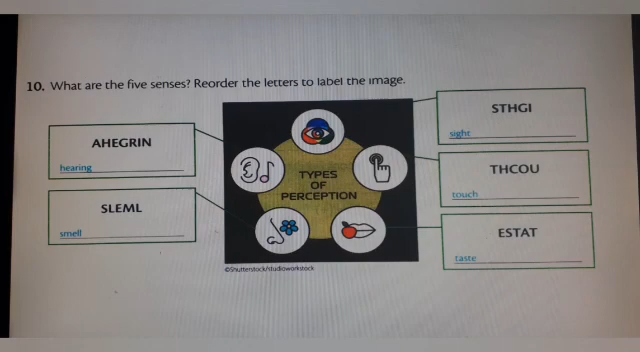 10. What are the five senses? Reorder the letters to label the image.
AHEGRIN
hearing
SLEML
smell
TYPES
OF
PERCEPTION
STHGI
sight
THCOU
touch
ESTAT
taste
©Shutterstock/studioworkstock